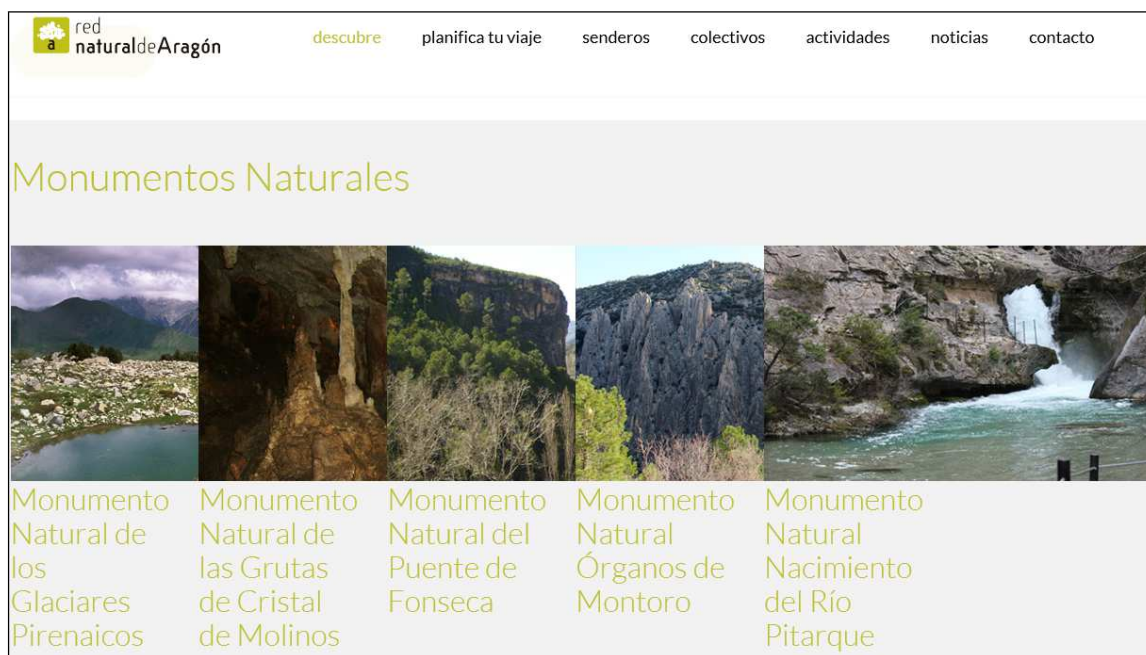 red
naturaldeAragón
descubre planifica tu viaje senderos colectivos actividades noticias contacto
a
Monumentos Naturales
Monumento
Natural de
los
Glaciares
Pirenaicos
Monumento
Natural de
las Grutas
de Cristal
de Molinos
Monumento
Natural del
Puente de
Fonseca
Monumento
Natural
Órganos de
Montoro
Monumento
Natural
Nacimiento
del Río
Pitarque